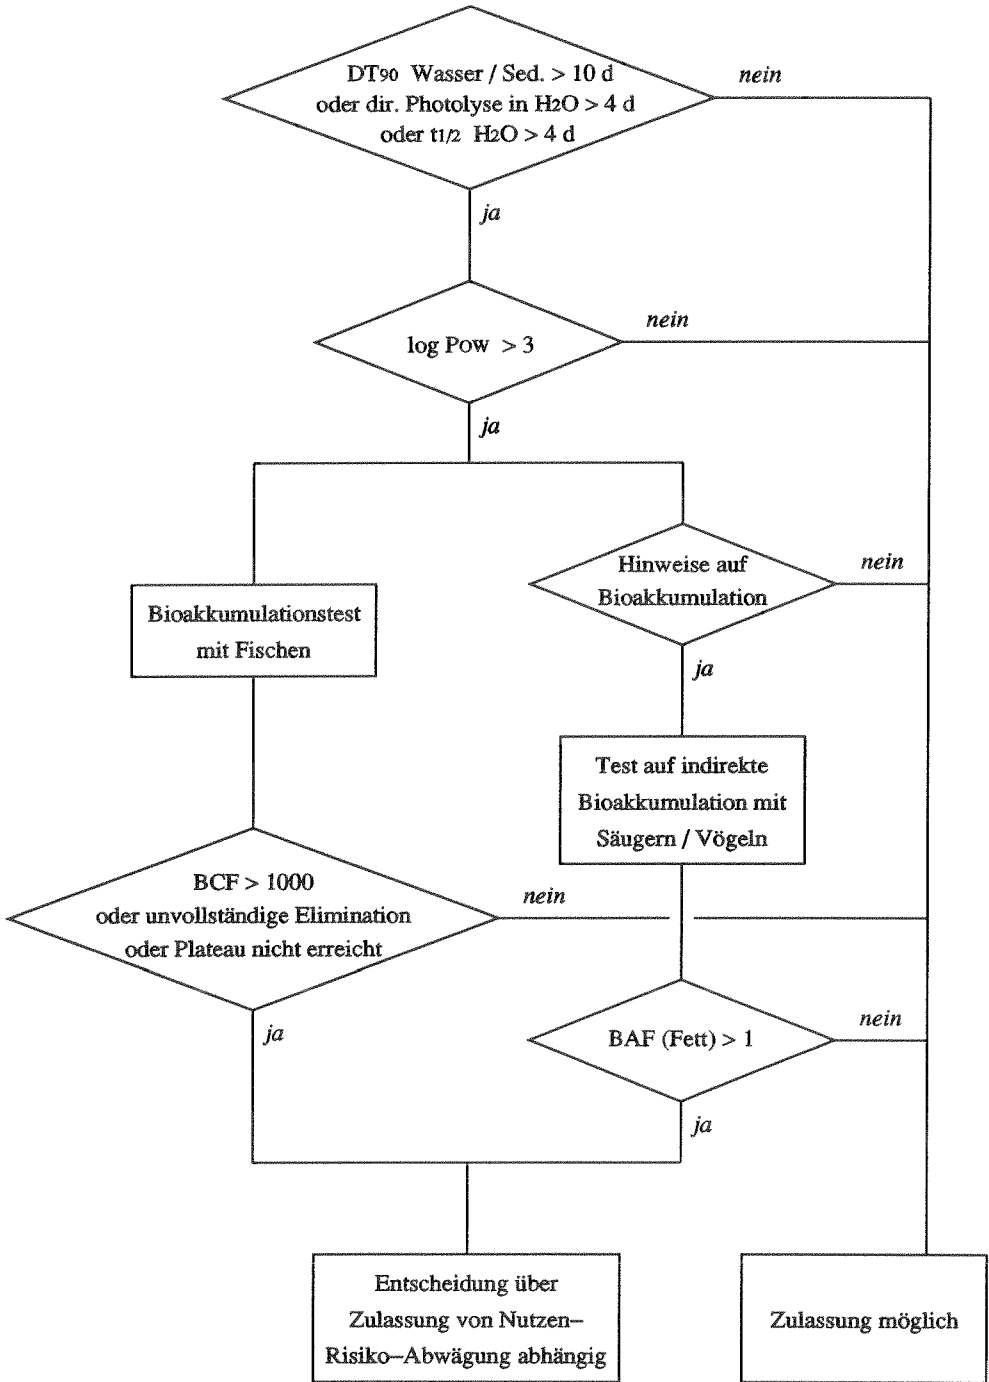 DT90 Wasser / Sed. > 10 d
oder dir. Photolyse in H2O > 4 d
oder t1/2 H2O > 4 d
nein
ja
log Pow > 3
nein
ja
Bioakkumulationstest
mit Fischen
Hinweise auf
Bioakkumulation
nein
ja
Test auf indirekte
Bioakkumulation mit
Säugern / Vögeln
BCF > 1000
oder unvollständige Elimination
oder Plateau nicht erreicht
nein
ja
BAF (Fett) > 1
nein
ja
Entscheidung über
Zulassung von Nutzen–
Risiko–Abwägung abhängig
Zulassung möglich